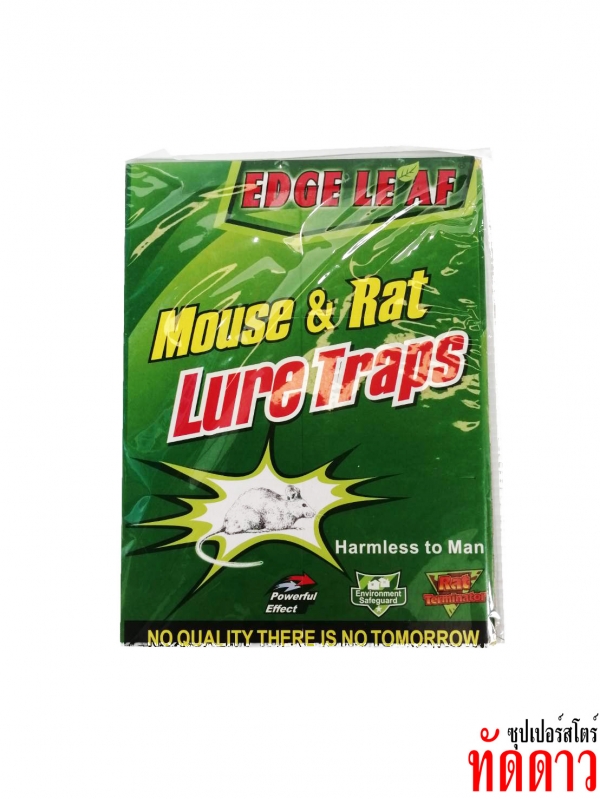 EDGE LEAF
Mouse & Rat
Lure Traps
Harmless to Man
Powerful
Effect
Environment
Safeguard
Rat
Terminator
NO QUALITY THERE IS NO TOMORROW
ซุปเปอร์สโตร์
ทัดดาว